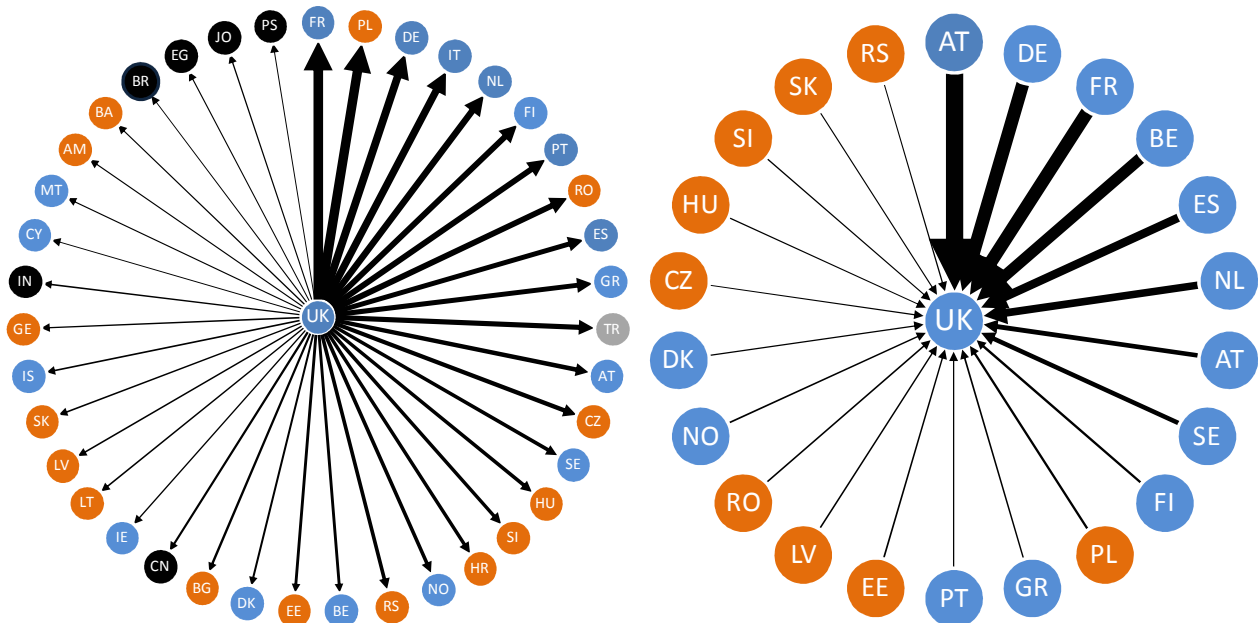 FR
PL
DE
IT
NL
FI
PT
RO
ES
GR
TR
AT
CZ
SE
HU
SI
HR
NO
RS
BE
EE
DK
BG
CN
IE
LT
LV
SK
IS
GE
IN
CY
MT
AM
BA
BR
EG
JO
PS
UK
AT
DE
FR
BE
ES
NL
AT
SE
FI
PL
GR
PT
EE
LV
RO
NO
DK
CZ
HU
SI
SK
RS
UK